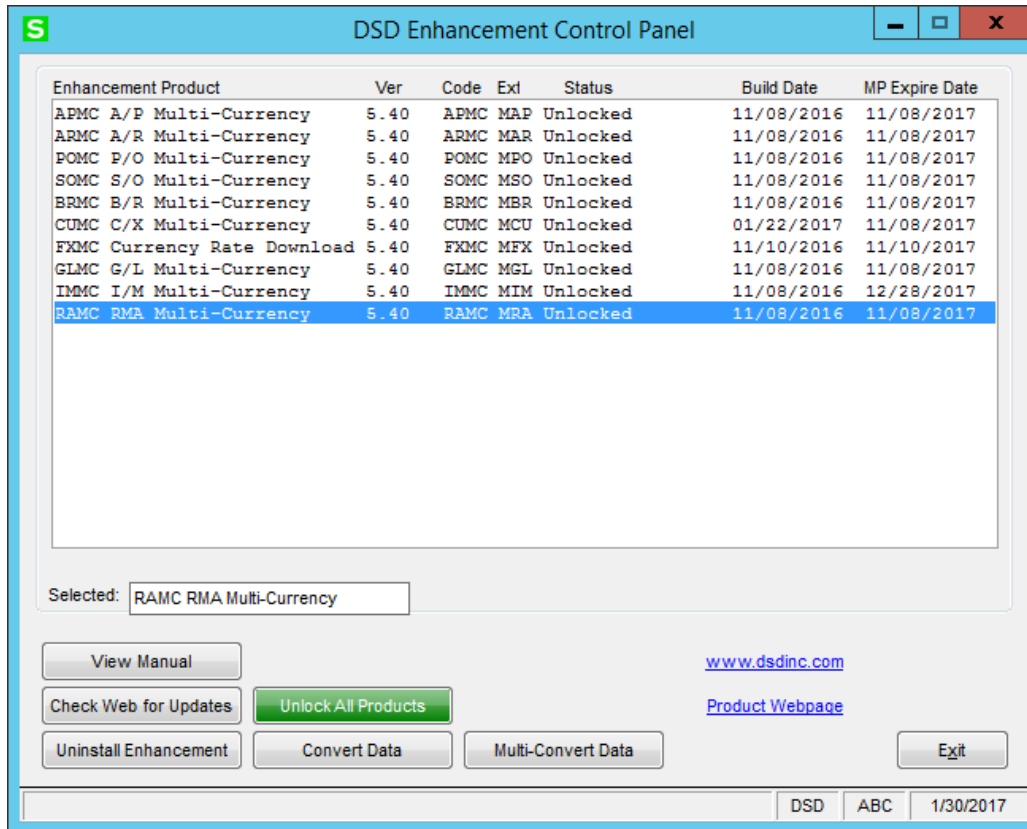 S DSD Enhancement Control Panel
Enhancement Product Ver Code Ext Status Build Date MP Expire Date
APMC A/P Multi-Currency 5.40 APMC MAP Unlocked 11/08/2016 11/08/2017
ARMC A/R Multi-Currency 5.40 ARMC MAR Unlocked 11/08/2016 11/08/2017
POMC P/O Multi-Currency 5.40 POMC MPO Unlocked 11/08/2016 11/08/2017
SOMC S/O Multi-Currency 5.40 SOMC MSO Unlocked 11/08/2016 11/08/2017
BRMC B/R Multi-Currency 5.40 BRMC MBR Unlocked 11/08/2016 11/08/2017
CUMC C/X Multi-Currency 5.40 CUMC MCU Unlocked 01/22/2017 11/08/2017
FXMC Currency Rate Download 5.40 FXMC MFX Unlocked 11/10/2016 11/10/2017
GLMC G/L Multi-Currency 5.40 GLMC MGL Unlocked 11/08/2016 11/08/2017
IMMC I/M Multi-Currency 5.40 IMMC MIM Unlocked 11/08/2016 12/28/2017
RAMC RMA Multi-Currency 5.40 RAMC MRA Unlocked 11/08/2016 11/08/2017
Selected: RAMC RMA Multi-Currency
View Manual www.dsdinc.com
Check Web for Updates Unlock All Products Product Webpage
Uninstall Enhancement Convert Data Multi-Convert Data Exit
DSD ABC 1/30/2017